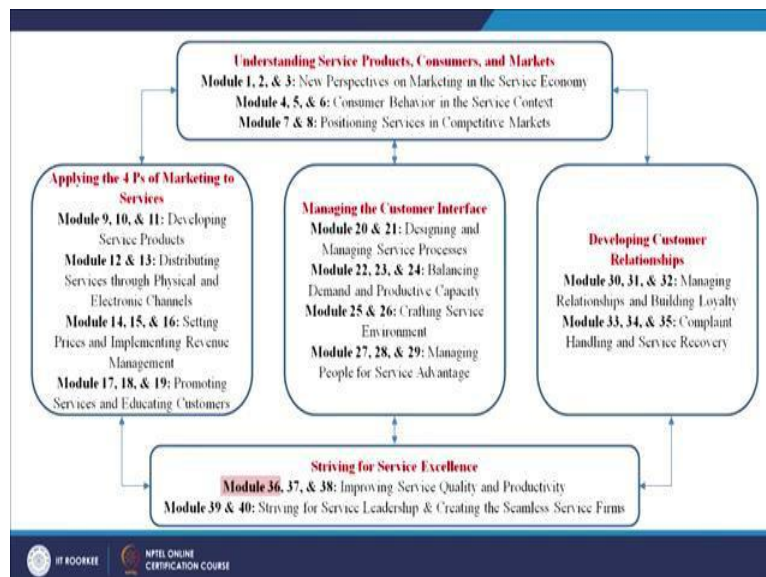 Understanding Service Products, Consumers, and Markets
Module 1, 2, & 3: New Perspectives on Marketing in the Service Economy
Module 4, 5, & 6: Consumer Behavior in the Service Context
Module 7 & 8: Positioning Services in Competitive Markets
Applying the 4 Ps of Marketing to
Services
Module 9, 10, & 11: Developing
Service Products
Module 12 & 13: Distributing
Services through Physical and
Electronic Channels
Module 14, 15, & 16: Setting
Prices and Implementing Revenue
Management
Module 17, 18, & 19: Promoting
Services and Educating Customers
Managing the Customer Interface
Module 20 & 21: Designing and
Managing Service Processes
Module 22, 23, & 24: Balancing
Demand and Productive Capacity
Module 25 & 26: Crafting Service
Environment
Module 27, 28, & 29: Managing
People for Service Advantage
Developing Customer
Relationships
Module 30, 31, & 32: Managing
Relationships and Building Loyalty
Module 33, 34, & 35: Complaint
Handling and Service Recovery
Striving for Service Excellence
Module 36, 37, & 38: Improving Service Quality and Productivity
Module 39 & 40: Striving for Service Leadership & Creating the Seamless Service Firms
IIT ROORKEE
NPTEL ONLINE
CERTIFICATION COURSE